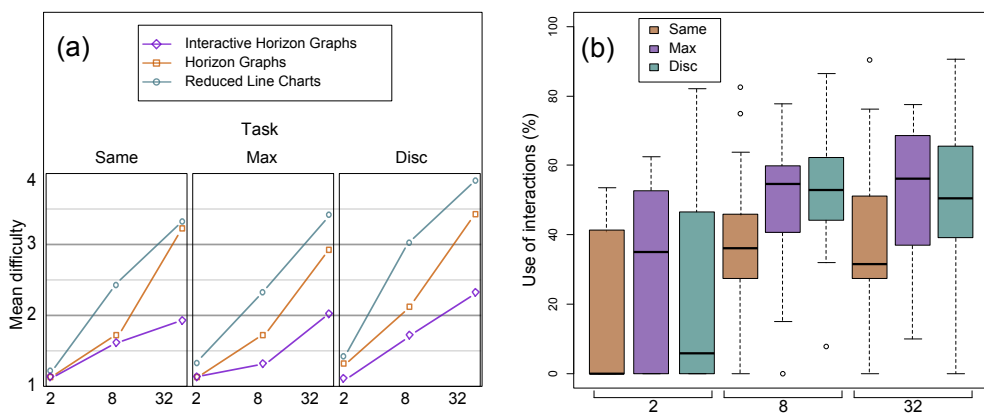 (a)
Interactive Horizon Graphs
Horizon Graphs
Reduced Line Charts
Task
Same Max Disc
Mean difficulty
4
3
2
1
2 8 32 2 8 32 2 8 32
(b)
Same
Max
Disc
Use of interactions (%)
100
80
60
40
20
0
2 8 32